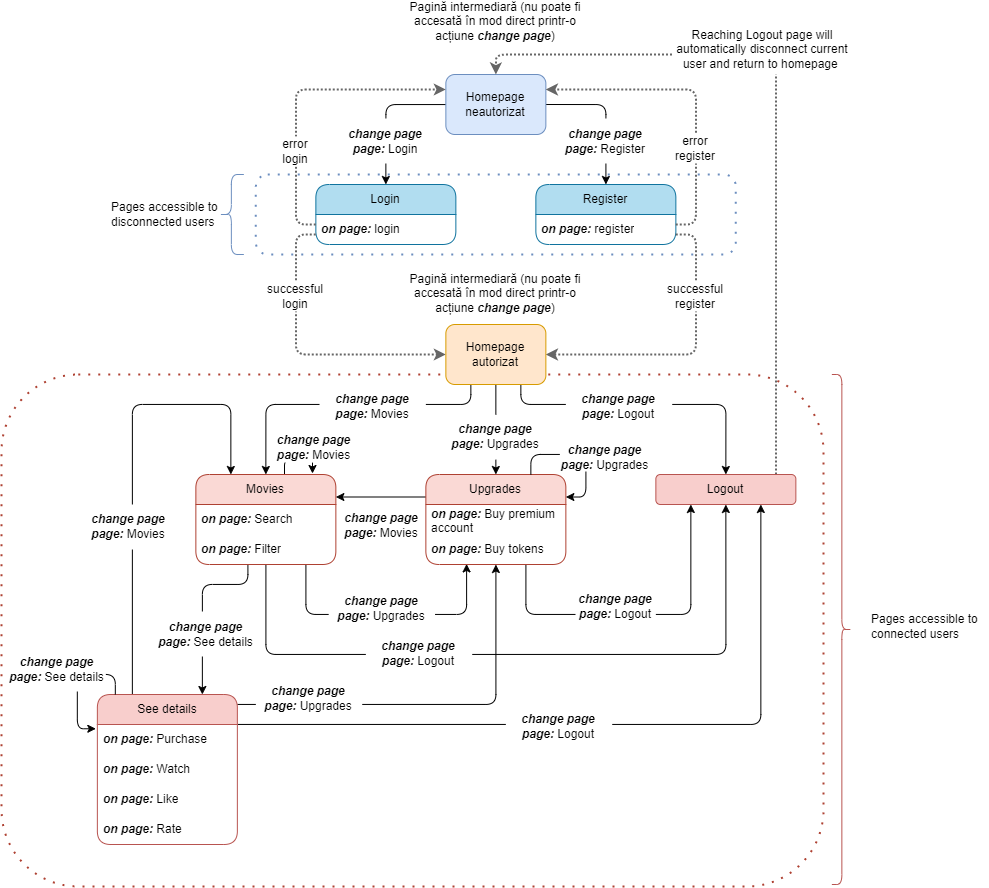 Pagină intermediară (nu poate fi
accesată în mod direct printr-o
acțiune change page)
Reaching Logout page will
automatically disconnect current
user and return to homepage
Homepage
neautorizat
error
login
change page
page: Login
change page
page: Register
error
register
Pages accessible to
disconnected users
Login
on page: login
Register
on page: register
successful
login
Pagină intermediară (nu poate fi
accesată în mod direct printr-o
acțiune change page)
successful
register
Homepage
autorizat
change page
page: Movies
change page
page: Logout
change page
page: Upgrades
change page
page: Movies
change page
page: Upgrades
Movies
on page: Search
on page: Filter
Upgrades
on page: Buy premium
account
on page: Buy tokens
Logout
change page
page: Movies
change page
page: Movies
change page
page: Upgrades
change page
page: Logout
change page
page: See details
change page
page: Logout
Pages accessible to
connected users
change page
page: See details
change page
page: Upgrades
change page
page: Logout
See details
on page: Purchase
on page: Watch
on page: Like
on page: Rate